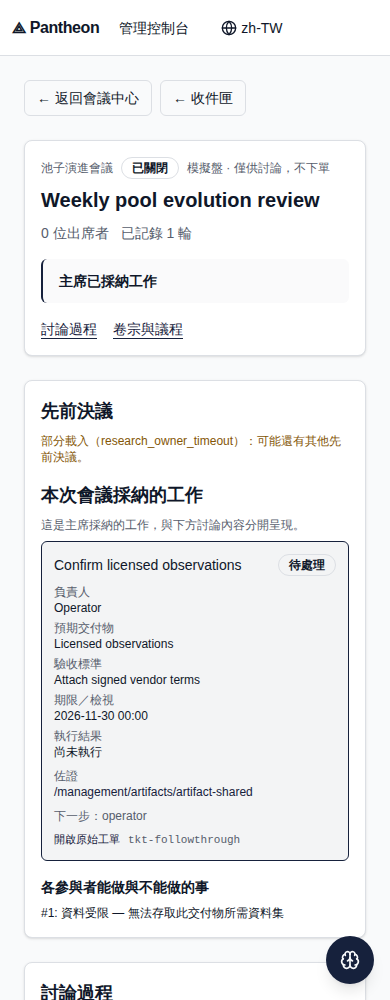 Pantheon 管理控制台 zh-TW
← 返回會議中心 ← 收件匣
池子演進會議 已關閉 模擬盤 · 僅供討論，不下單
Weekly pool evolution review
0 位出席者 已記錄 1 輪
主席已採納工作
討論過程 卷宗與議程
先前決議
部分載入（research_owner_timeout）：可能還有其他先
前決議。
本次會議採納的工作
這是主席採納的工作，與下方討論內容分開呈現。
Confirm licensed observations 待處理
負責人
Operator
預期交付物
Licensed observations
驗收標準
Attach signed vendor terms
期限／檢視
2026-11-30 00:00
執行結果
尚未執行
佐證
/management/artifacts/artifact-shared
下一步：operator
開啟原始工單 tkt-followthrough
各參與者能做與不能做的事
#1: 資料受限 — 無法存取此交付物所需資料集
討論過程